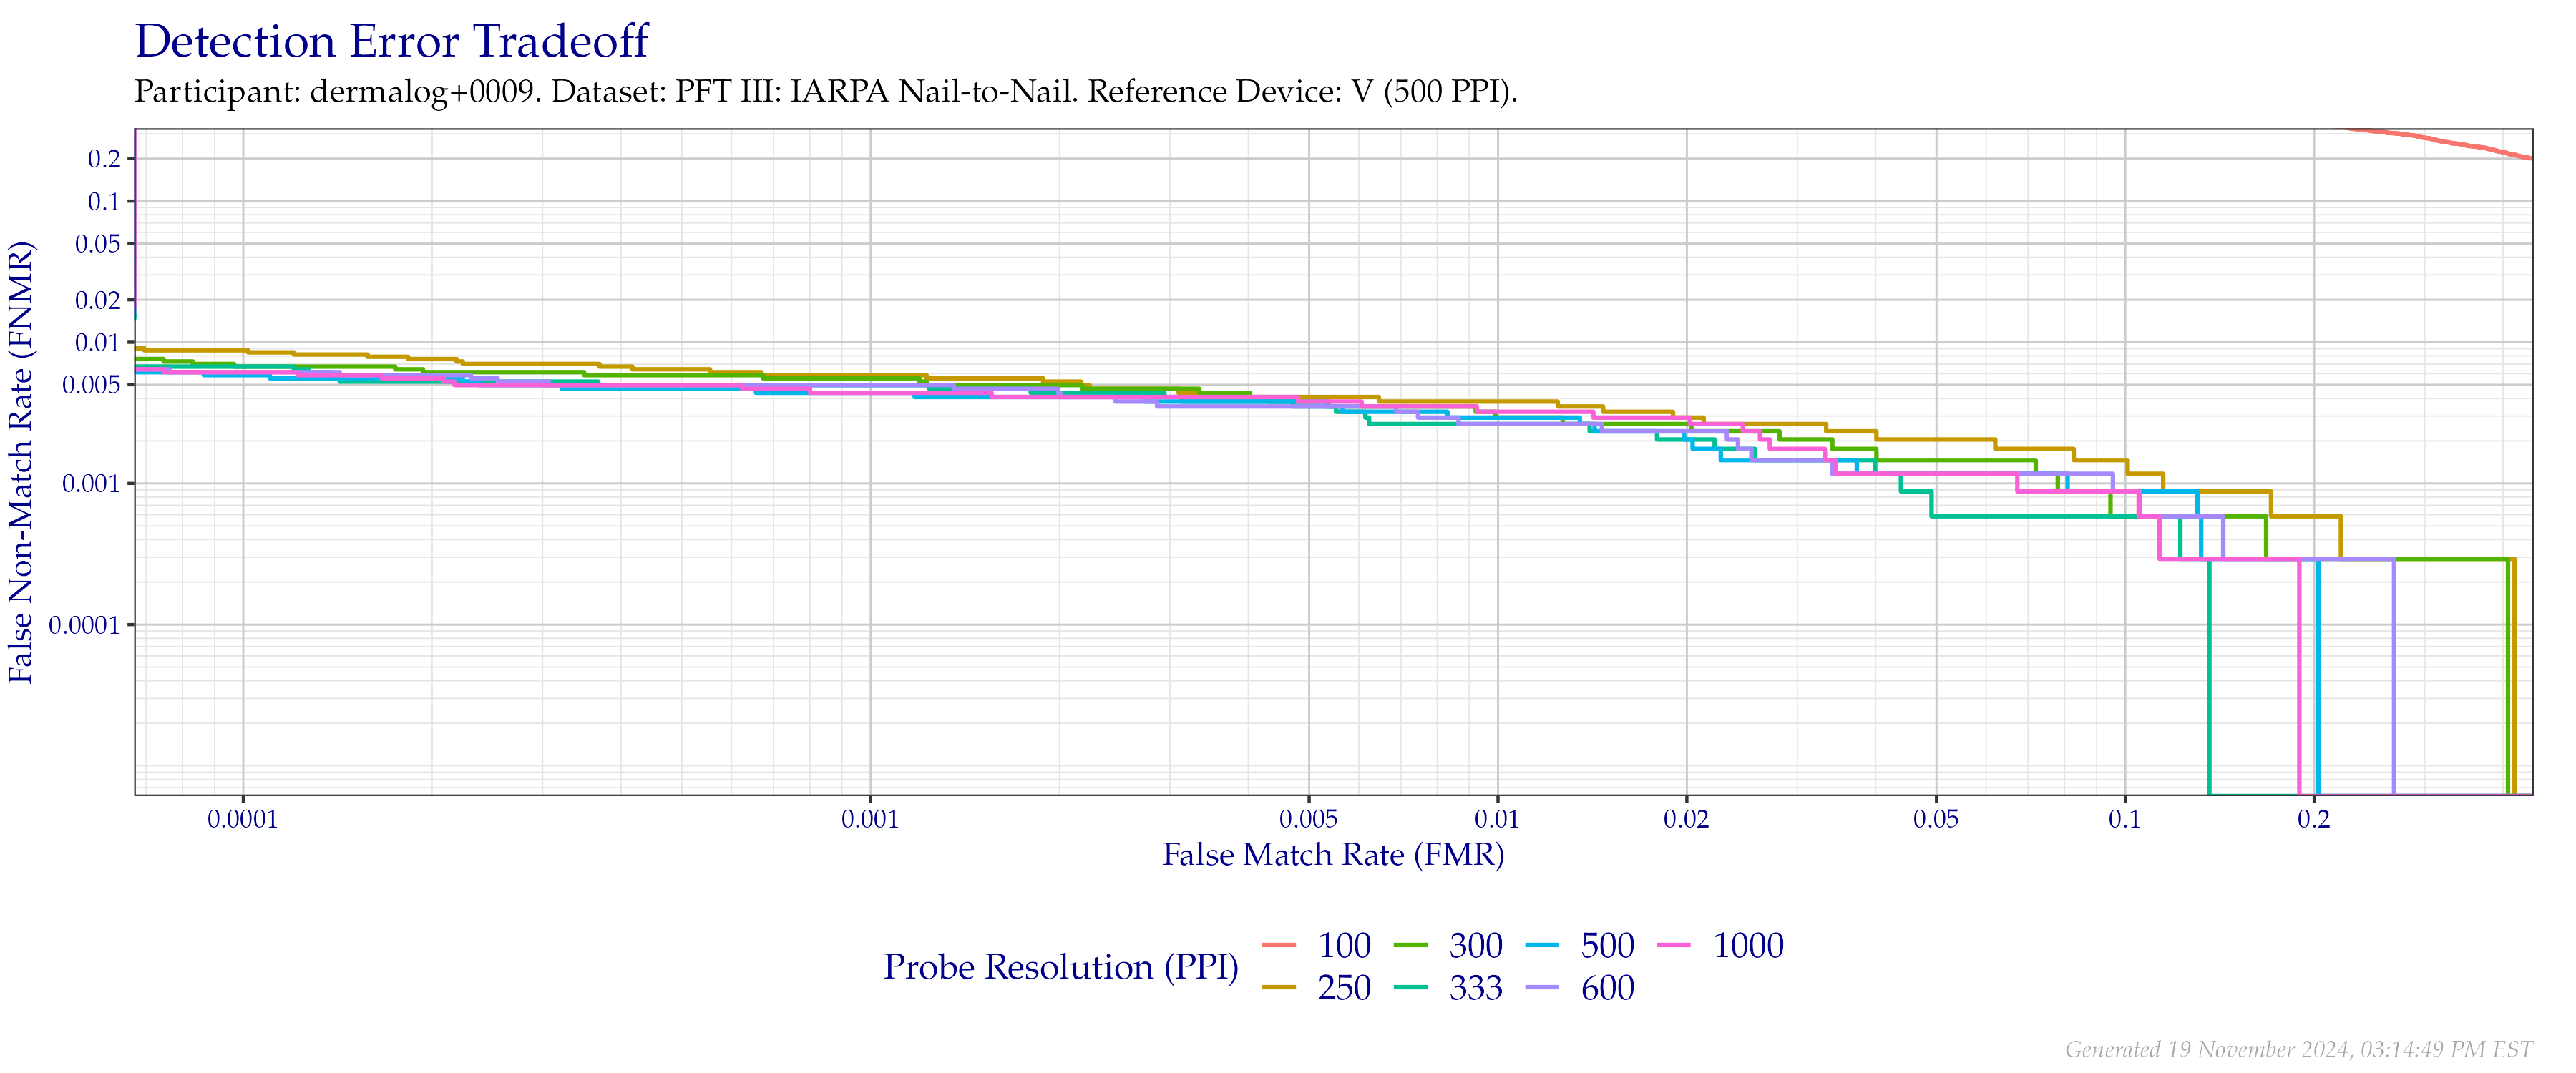 Detection Error Tradeoff
Participant: dermalog+0009. Dataset: PFT III: IARPA Nail-to-Nail. Reference Device: V (500 PPI).
False Non-Match Rate (FNMR)
0.2
0.1
0.05
0.02
0.01
0.005
0.001
0.0001
0.0001 0.001 0.005 0.01 0.02 0.05 0.1 0.2
False Match Rate (FMR)
Probe Resolution (PPI)
100 300 500 1000
250 333 600
Generated 19 November 2024, 03:14:49 PM EST